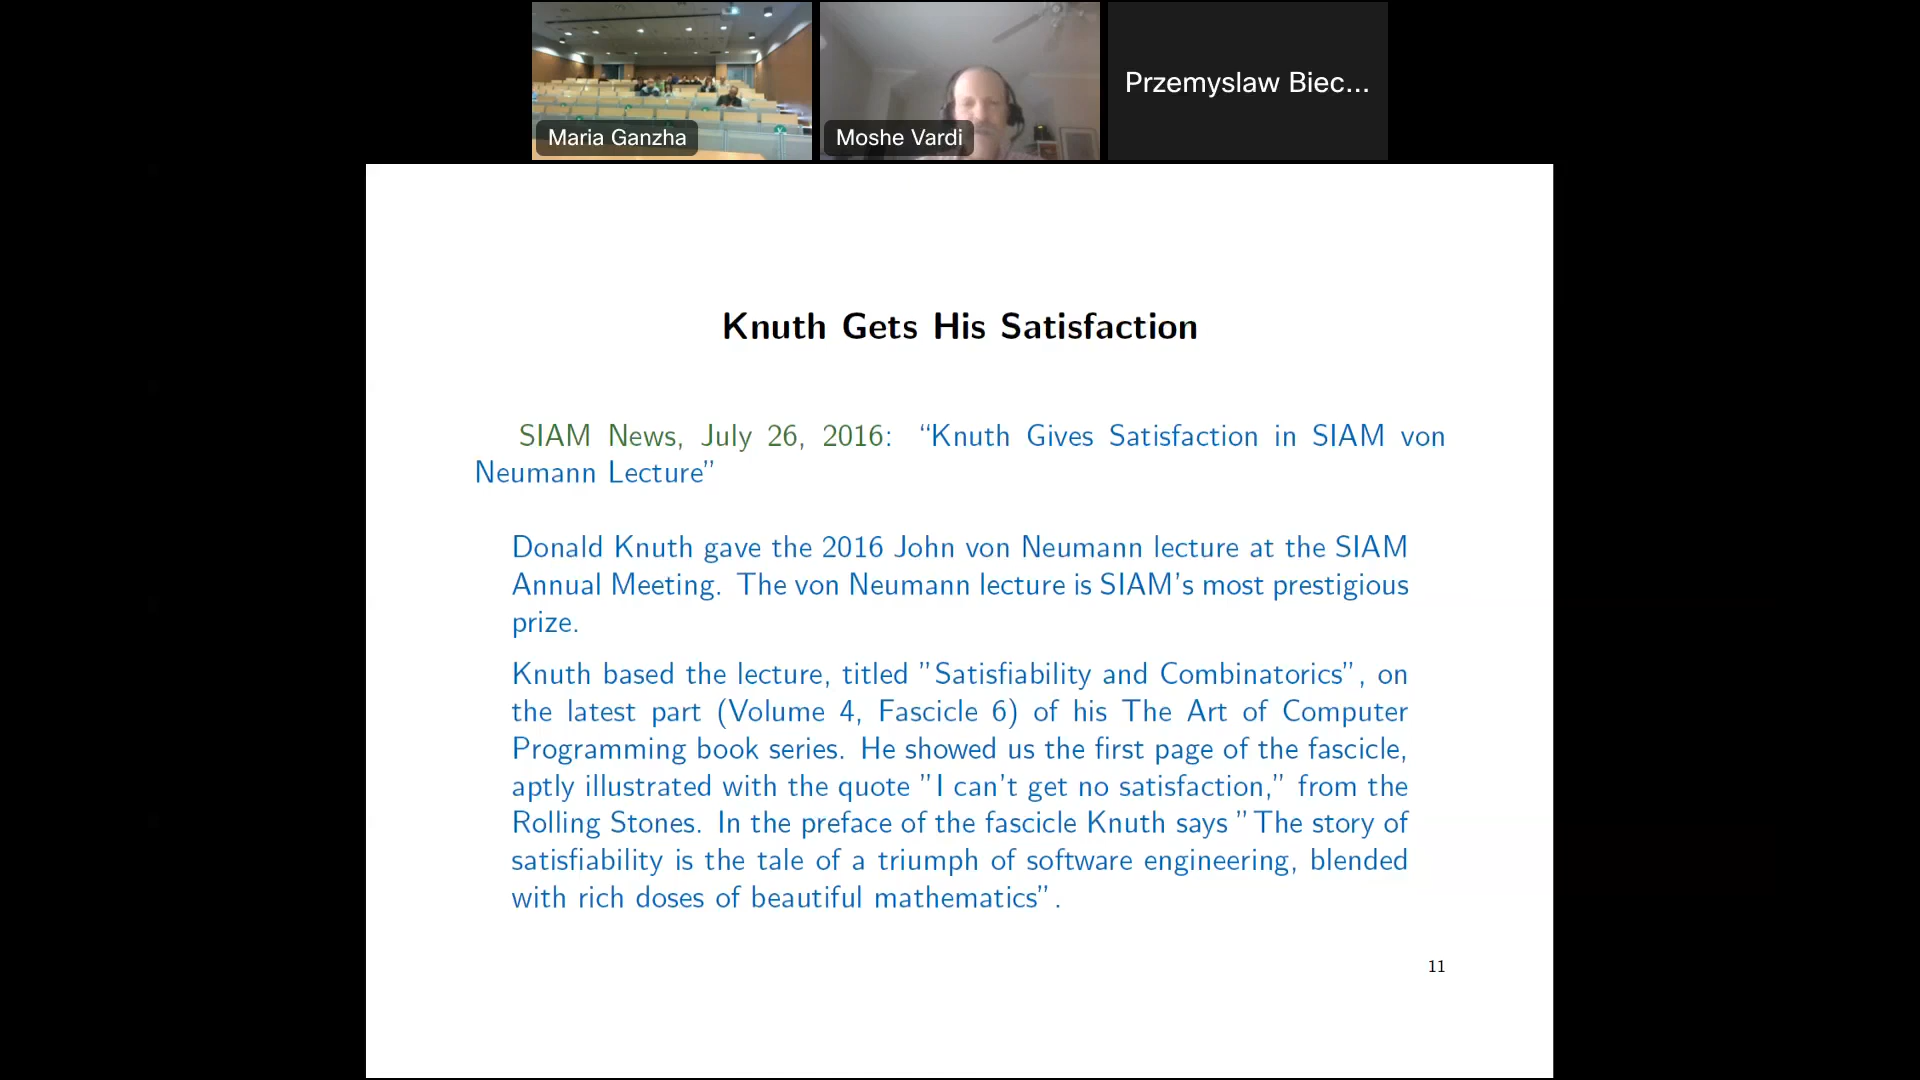 Maria Ganzha
Moshe Vardi
Przemyslaw Biec...
Knuth Gets His Satisfaction
SIAM News, July 26, 2016: “Knuth Gives Satisfaction in SIAM von
Neumann Lecture”
Donald Knuth gave the 2016 John von Neumann lecture at the SIAM
Annual Meeting. The von Neumann lecture is SIAM’s most prestigious
prize.
Knuth based the lecture, titled ”Satisfiability and Combinatorics”, on
the latest part (Volume 4, Fascicle 6) of his The Art of Computer
Programming book series. He showed us the first page of the fascicle,
aptly illustrated with the quote ”I can’t get no satisfaction,” from the
Rolling Stones. In the preface of the fascicle Knuth says ”The story of
satisfiability is the tale of a triumph of software engineering, blended
with rich doses of beautiful mathematics”.
11